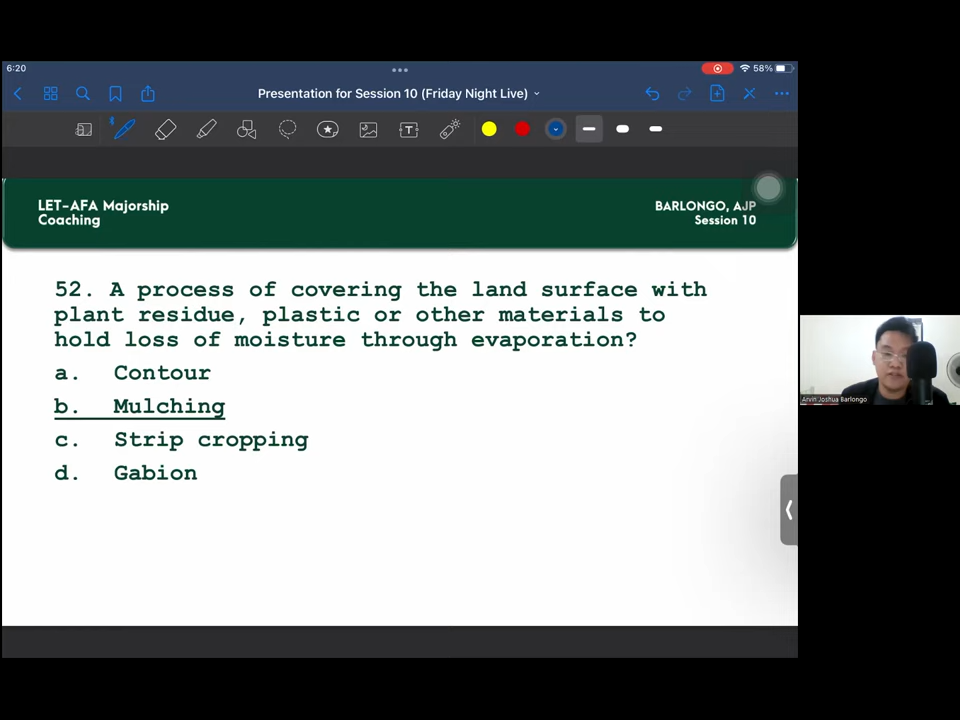 6:20
58%
Presentation for Session 10 (Friday Night Live)
LET-AFA Majorship
Coaching
BARLONGO, AJP
Session 10
52. A process of covering the land surface with
plant residue, plastic or other materials to
hold loss of moisture through evaporation?
a. Contour
b. Mulching
c. Strip cropping
d. Gabion
Arvin Joshua Barlongo